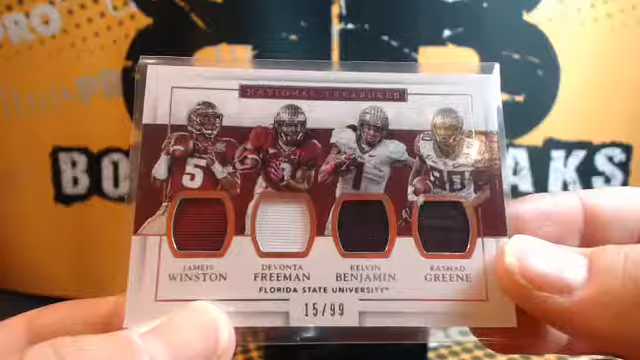 PRO
NATIONAL TREASURES
5
1
80
BO
AKS
JAMEIS
WINSTON
DEVONTA
FREEMAN
KELVIN
BENJAMIN
RASHAD
GREENE
FLORIDA STATE UNIVERSITY
15/99